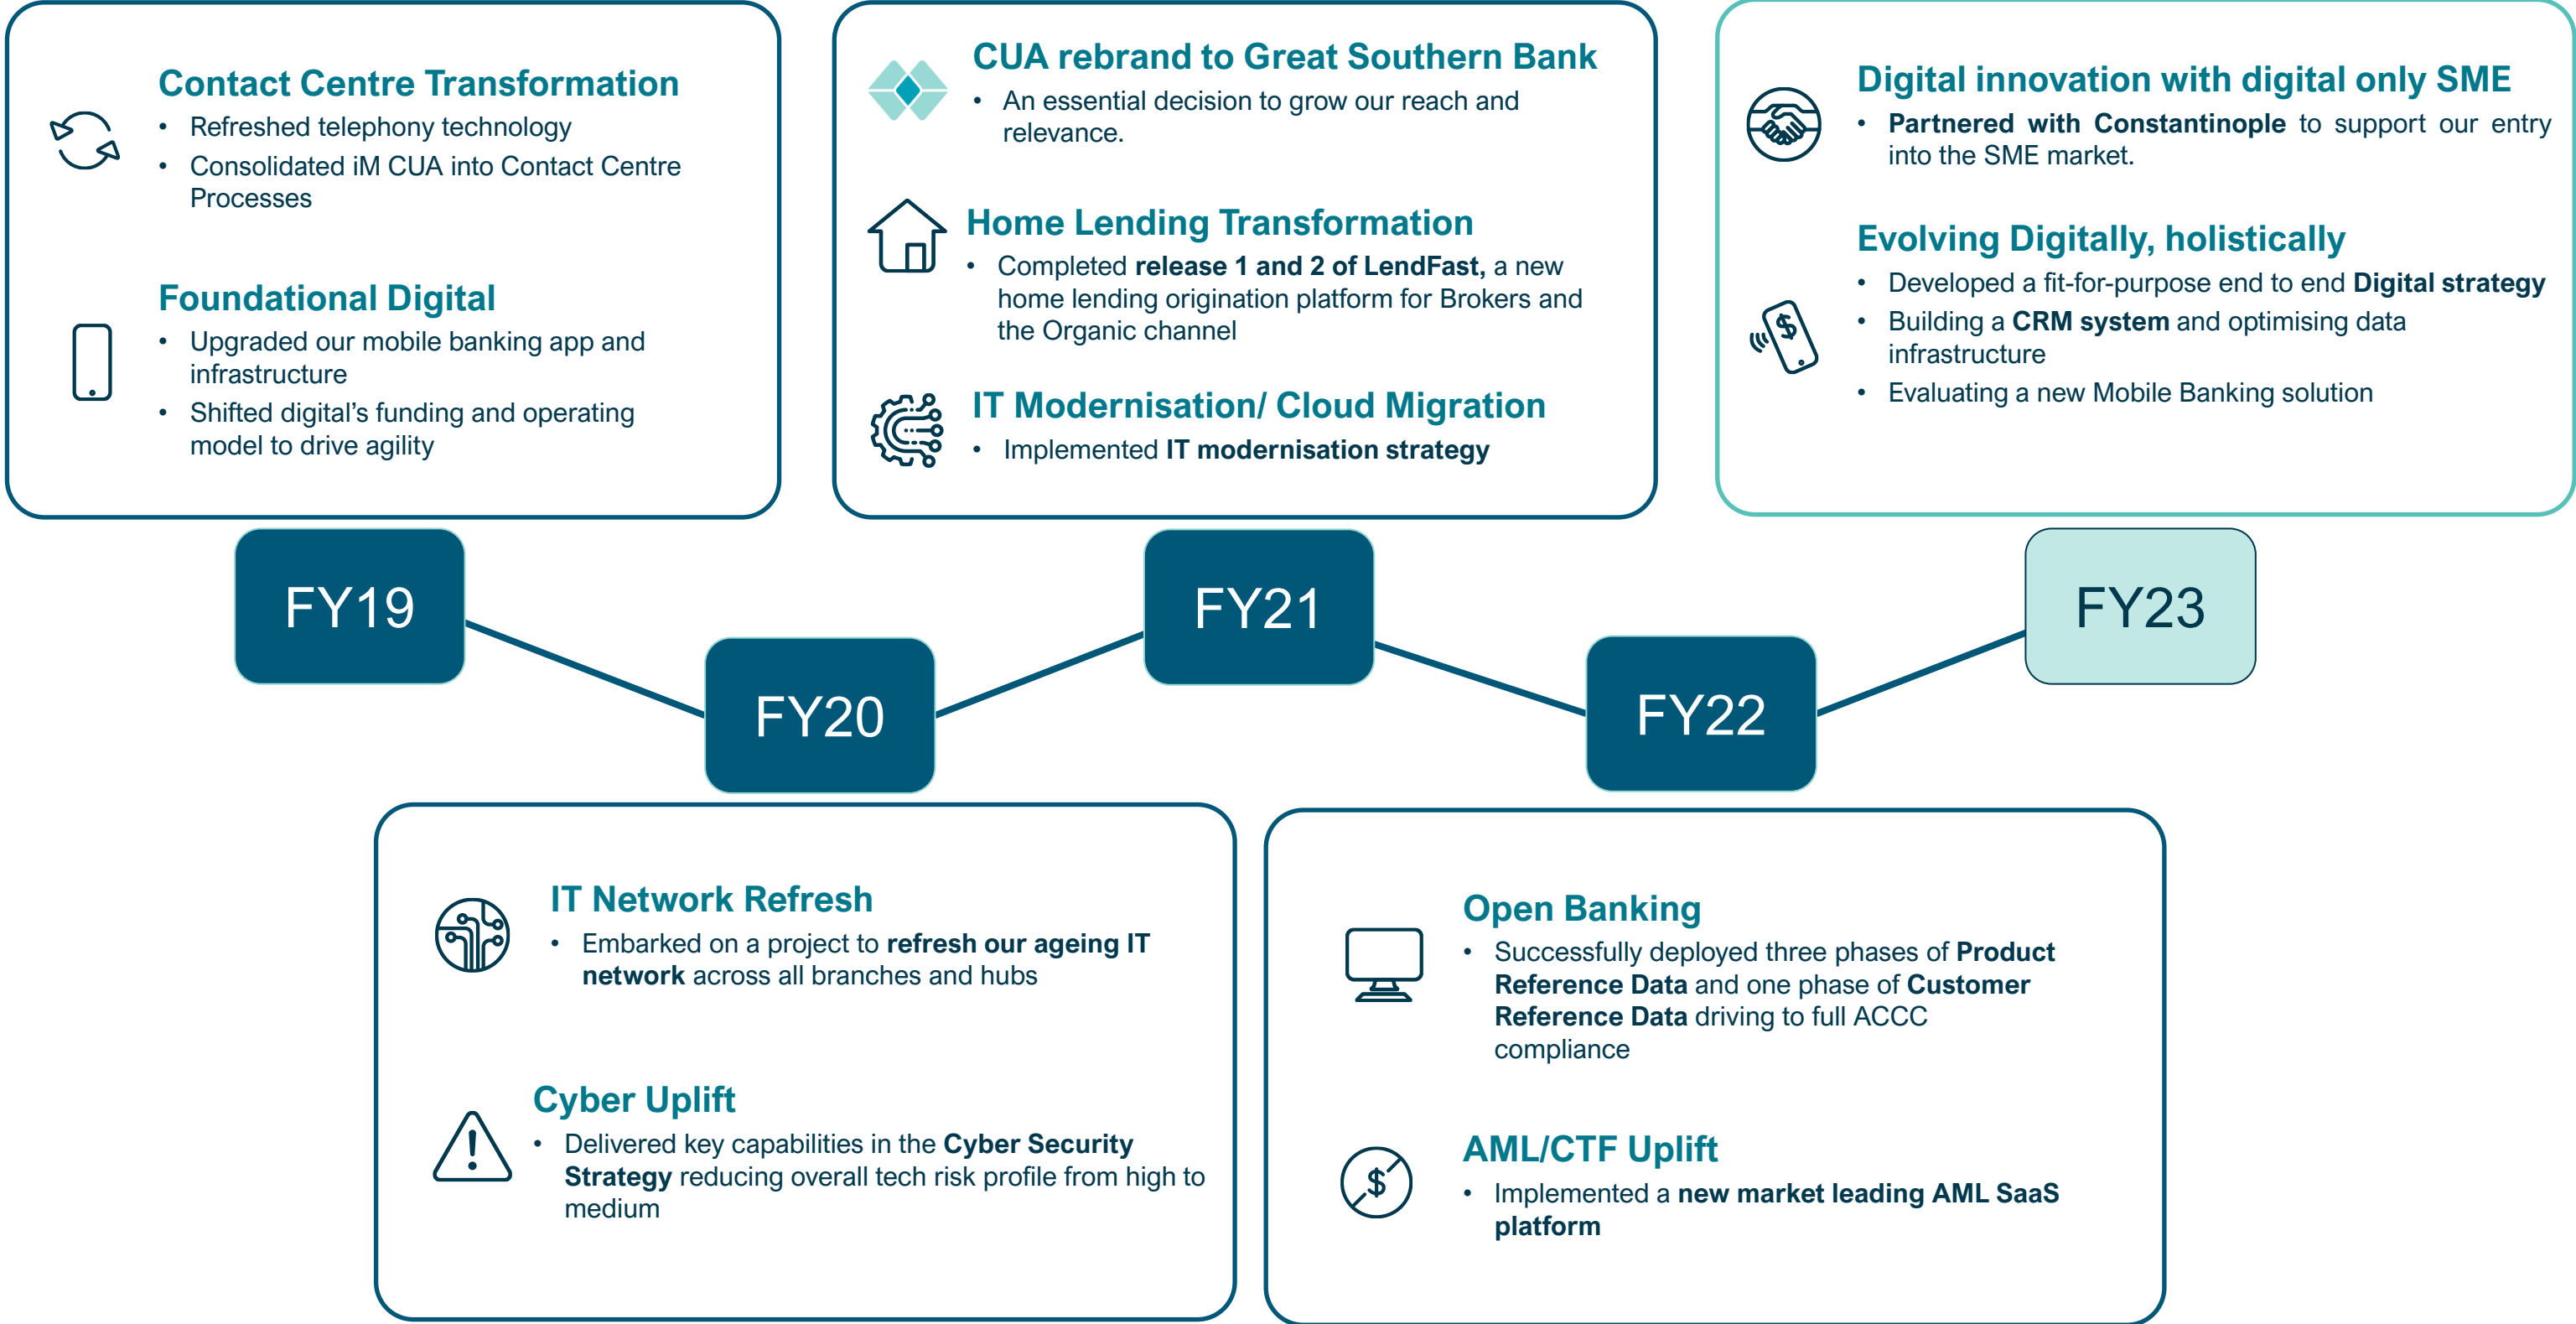 Contact Centre Transformation
• Refreshed telephony technology
• Consolidated iM CUA into Contact Centre
Processes
Foundational Digital
• Upgraded our mobile banking app and
infrastructure
• Shifted digital’s funding and operating
model to drive agility
CUA rebrand to Great Southern Bank
• An essential decision to grow our reach and
relevance.
Home Lending Transformation
• Completed release 1 and 2 of LendFast, a new
home lending origination platform for Brokers and
the Organic channel
IT Modernisation/ Cloud Migration
• Implemented IT modernisation strategy
Digital innovation with digital only SME
• Partnered with Constantinople to support our entry
into the SME market.
Evolving Digitally, holistically
• Developed a fit-for-purpose end to end Digital strategy
• Building a CRM system and optimising data
infrastructure
• Evaluating a new Mobile Banking solution
$
FY19
FY20
FY21
FY22
FY23
IT Network Refresh
• Embarked on a project to refresh our ageing IT
network across all branches and hubs
Cyber Uplift
• Delivered key capabilities in the Cyber Security
Strategy reducing overall tech risk profile from high to
medium
!
Open Banking
• Successfully deployed three phases of Product
Reference Data and one phase of Customer
Reference Data driving to full ACCC
compliance
AML/CTF Uplift
• Implemented a new market leading AML SaaS
platform
$